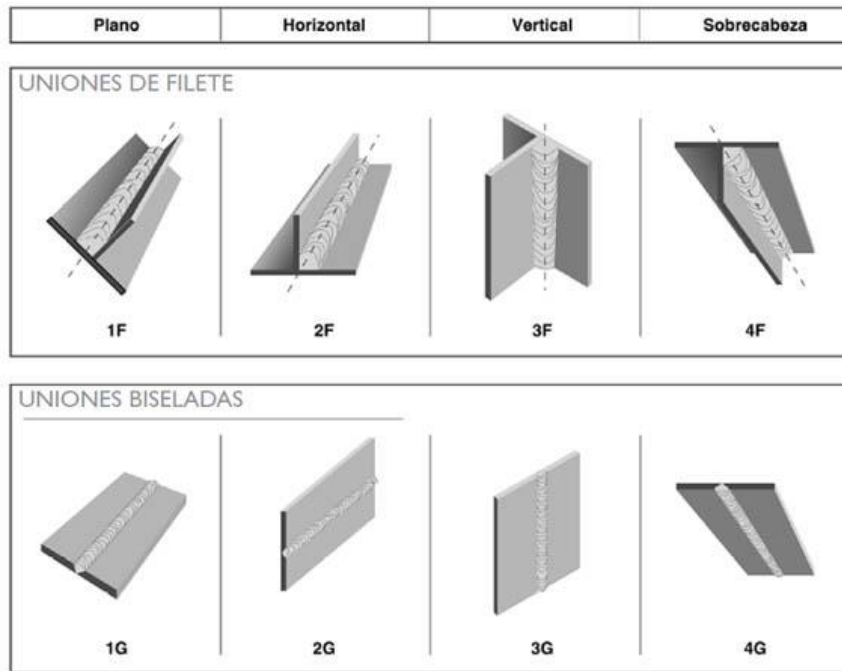 Plano Horizontal Vertical Sobrecabeza
UNIONES DE FILETE
1F 2F 3F 4F
UNIONES BISELADAS
1G 2G 3G 4G